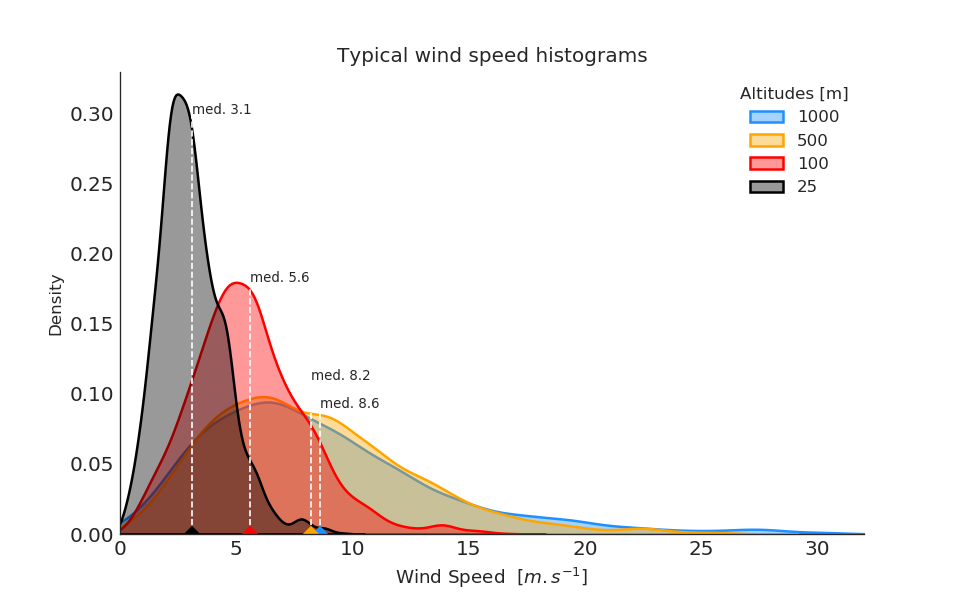 Typical wind speed histograms
Altitudes [m]
1000
500
100
25
med. 3.1
med. 5.6
med. 8.2
med. 8.6
Density
0.30
0.25
0.20
0.15
0.10
0.05
0.00
0 5 10 15 20 25 30
Wind Speed [m.s⁻¹]